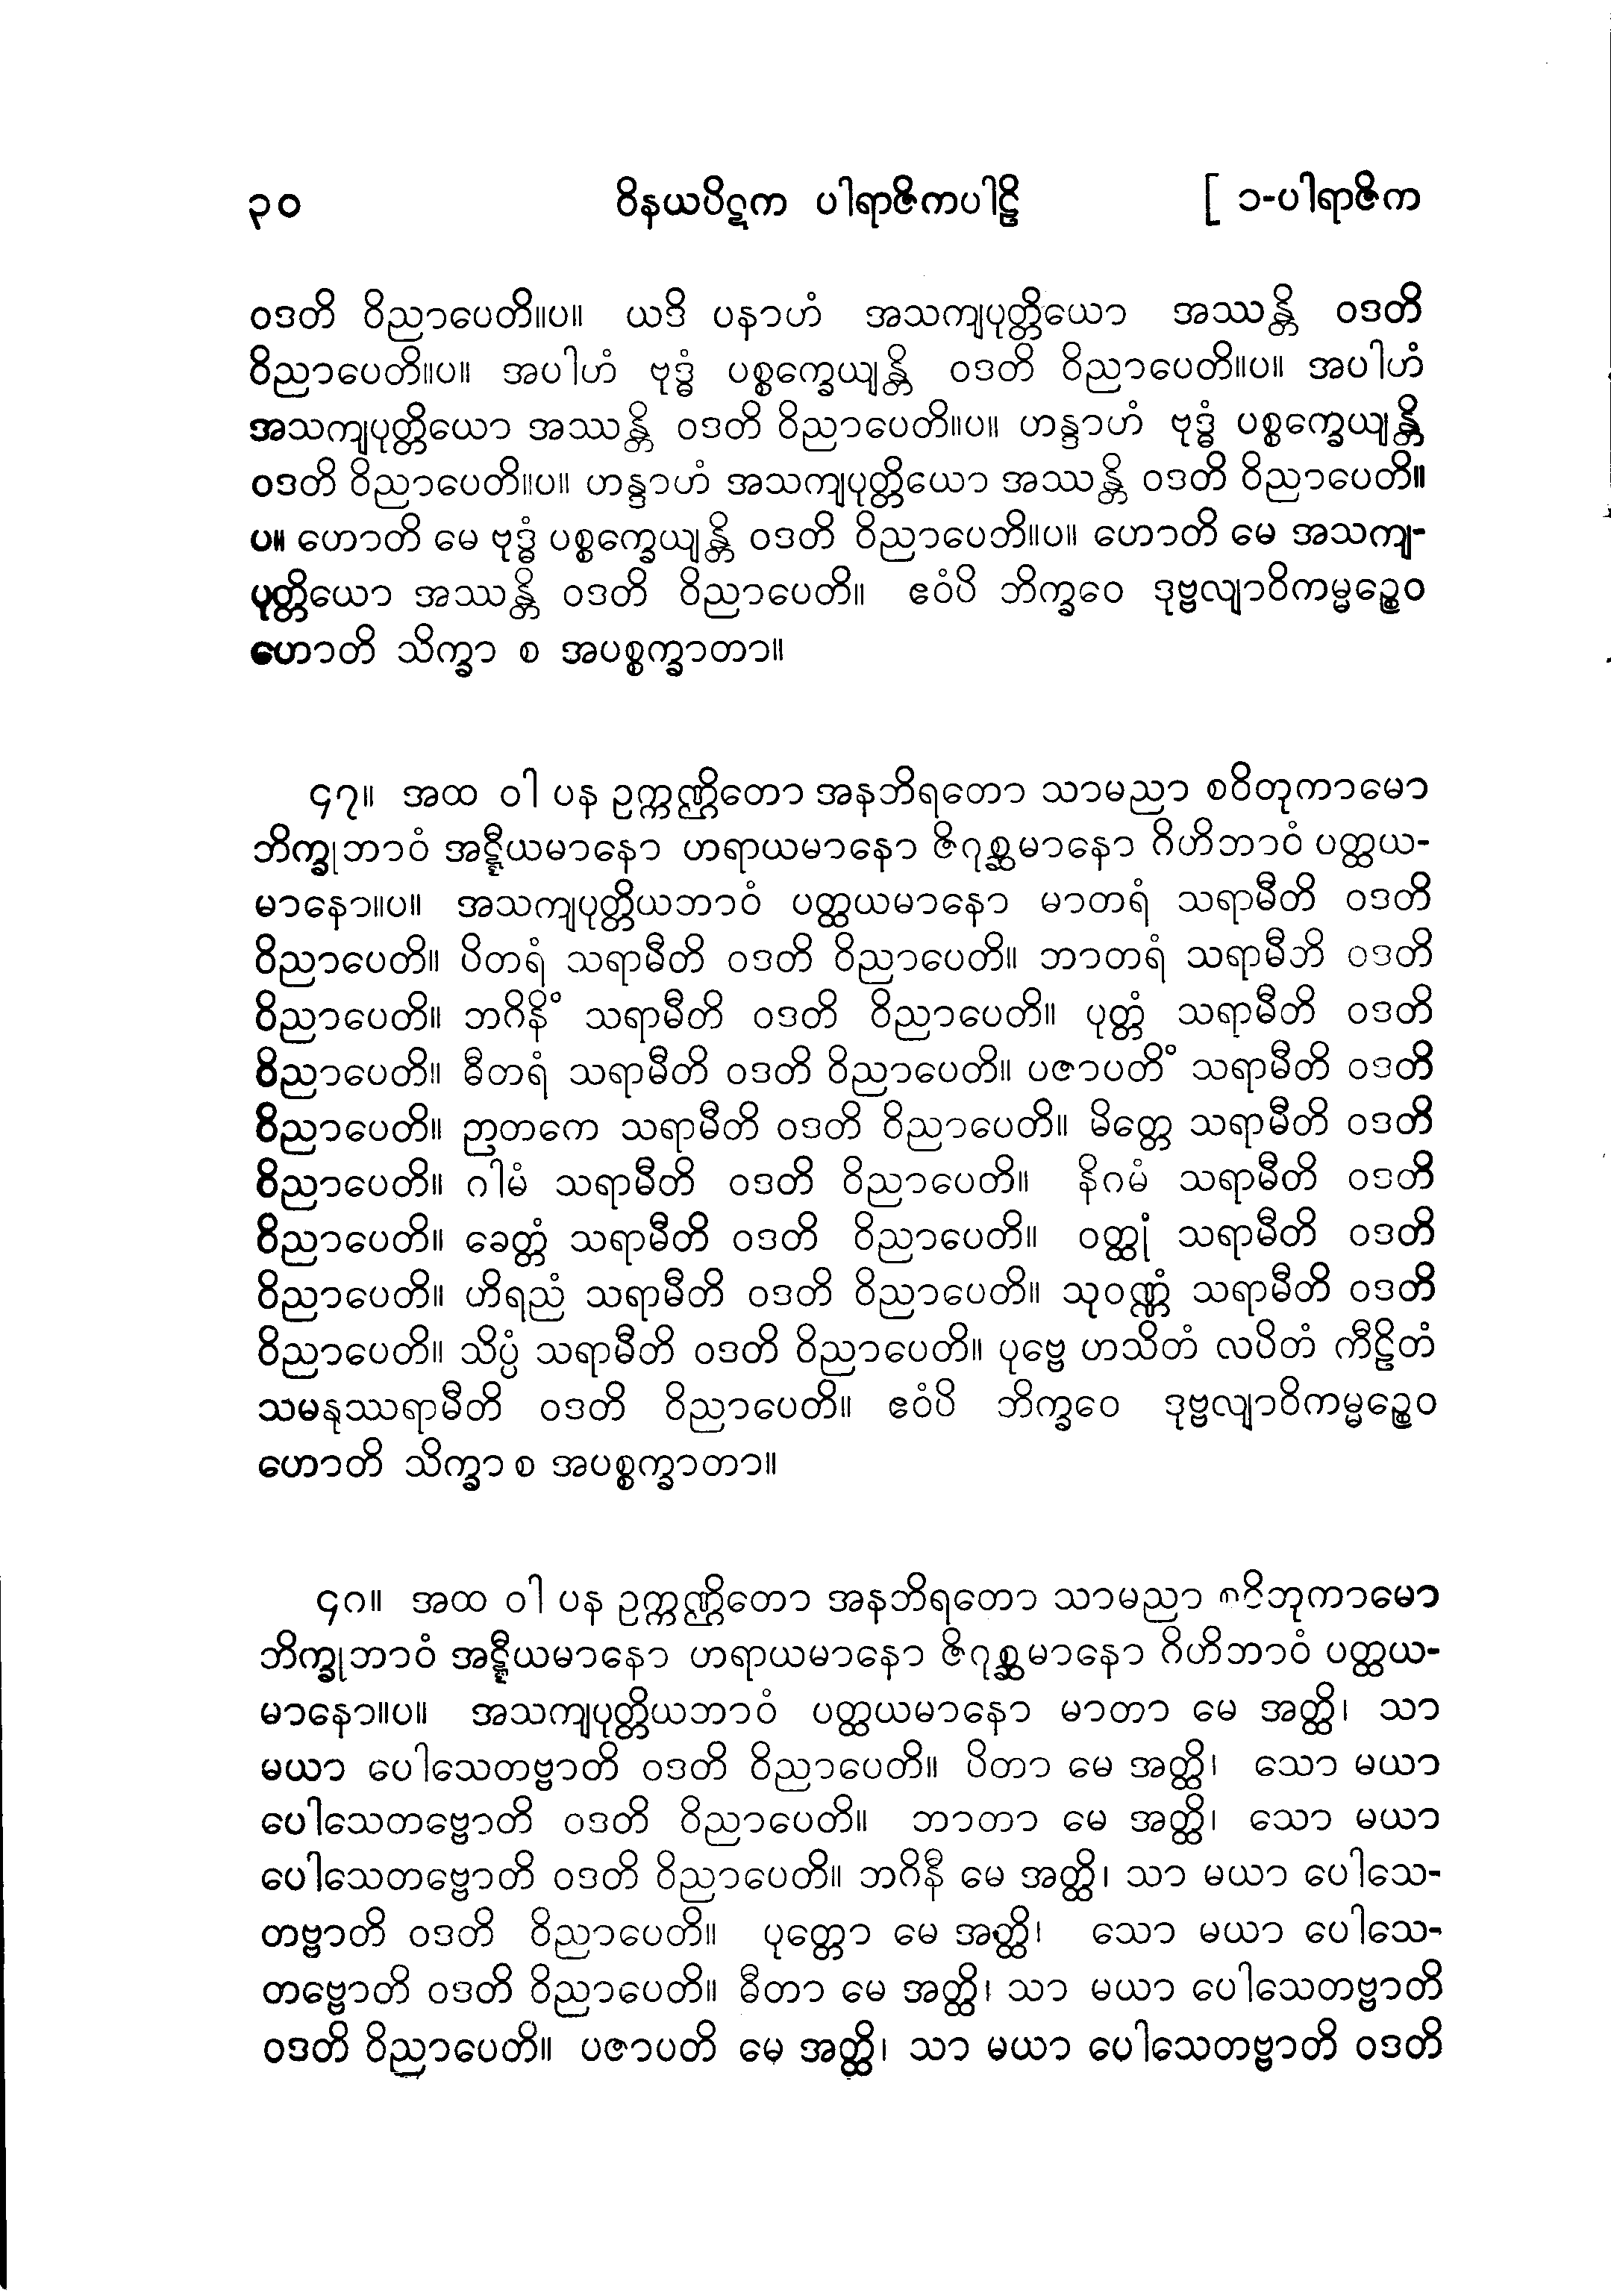 ၃၀ ဝိနယပိဋက ပါရာဇိကပါဠိ [ ၁-ပါရာဇိက
ဝဒတိ ဝိညာပေတိ။ပ။ ယဒိ ပနာဟံ အသကျပုတ္တိယော အဿန္တိ ဝဒတိ
ဝိညာပေတိ။ပ။ အပါဟံ ဗုဒ္ဓံ ပစ္စက္ခေယျန္တိ ဝဒတိ ဝိညာပေတိ။ပ။ အပါဟံ
အသကျပုတ္တိယော အဿန္တိ ဝဒတိ ဝိညာပေတိ။ပ။ ဟန္ဒာဟံ ဗုဒ္ဓံ ပစ္စက္ခေယျန္တိ
ဝဒတိ ဝိညာပေတိ။ပ။ ဟန္ဒာဟံ အသကျပုတ္တိယော အဿန္တိ ဝဒတိ ဝိညာပေတိ။
ပ။ ဟောတိ မေ ဗုဒ္ဓံ ပစ္စက္ခေယျန္တိ ဝဒတိ ဝိညာပေတိ။ပ။ ဟောတိ မေ အသကျ-
ပုတ္တိယော အဿန္တိ ဝဒတိ ဝိညာပေတိ။ ဧဝံပိ ဘိက္ခဝေ ဒုဗ္ဗလျာဝိကမ္မဉ္စေဝ
ဟောတိ သိက္ခာ စ အပစ္စက္ခာတာ။
၄၇။ အထ ဝါ ပန ဥက္ကဏ္ဌိတော အနဘိရတော သာမညာ စဝိတုကာမော
ဘိက္ခုဘာဝံ အဋ္ဋီယမာနော ဟရာယမာနော ဇိဂုစ္ဆမာနော ဂိဟိဘာဝံ ပတ္ထယ-
မာနော။ပ။ အသကျပုတ္တိယဘာဝံ ပတ္ထယမာနော မာတရံ သရာမီတိ ဝဒတိ
ဝိညာပေတိ။ ပိတရံ သရာမီတိ ဝဒတိ ဝိညာပေတိ။ ဘာတရံ သရာမီတိ ဝဒတိ
ဝိညာပေတိ။ ဘဂိနိံ သရာမီတိ ဝဒတိ ဝိညာပေတိ။ ပုတ္တံ သရာမီတိ ဝဒတိ
ဝိညာပေတိ။ ဓီတရံ သရာမီတိ ဝဒတိ ဝိညာပေတိ။ ပဇာပတိံ သရာမီတိ ဝဒတိ
ဝိညာပေတိ။ ဉာတကေ သရာမီတိ ဝဒတိ ဝိညာပေတိ။ မိတ္တေ သရာမီတိ ဝဒတိ
ဝိညာပေတိ။ ဂါမံ သရာမီတိ ဝဒတိ ဝိညာပေတိ။ နိဂမံ သရာမီတိ ဝဒတိ
ဝိညာပေတိ။ ခေတ္တံ သရာမီတိ ဝဒတိ ဝိညာပေတိ။ ဝတ္ထုံ သရာမီတိ ဝဒတိ
ဝိညာပေတိ။ ဟိရညံ သရာမီတိ ဝဒတိ ဝိညာပေတိ။ သုဝဏ္ဏံ သရာမီတိ ဝဒတိ
ဝိညာပေတိ။ သိပ္ပံ သရာမီတိ ဝဒတိ ဝိညာပေတိ။ ပုဗ္ဗေ ဟသိတံ လပိတံ ကီဠိတံ
သမနုဿရာမီတိ ဝဒတိ ဝိညာပေတိ။ ဧဝံပိ ဘိက္ခဝေ ဒုဗ္ဗလျာဝိကမ္မဉ္စေဝ
ဟောတိ သိက္ခာ စ အပစ္စက္ခာတာ။
၄၈။ အထ ဝါ ပန ဥက္ကဏ္ဌိတော အနဘိရတော သာမညာ စဝိတုကာမော
ဘိက္ခုဘာဝံ အဋ္ဋီယမာနော ဟရာယမာနော ဇိဂုစ္ဆမာနော ဂိဟိဘာဝံ ပတ္ထယ-
မာနော။ပ။ အသကျပုတ္တိယဘာဝံ ပတ္ထယမာနော မာတာ မေ အတ္ထိ၊ သာ
မယာ ပေါသေတဗ္ဗာတိ ဝဒတိ ဝိညာပေတိ။ ပိတာ မေ အတ္ထိ၊ သော မယာ
ပေါသေတဗ္ဗောတိ ဝဒတိ ဝိညာပေတိ။ ဘာတာ မေ အတ္ထိ၊ သော မယာ
ပေါသေတဗ္ဗောတိ ဝဒတိ ဝိညာပေတိ။ ဘဂိနီ မေ အတ္ထိ၊ သာ မယာ ပေါသေ-
တဗ္ဗာတိ ဝဒတိ ဝိညာပေတိ။ ပုတ္တော မေ အတ္ထိ၊ သော မယာ ပေါသေ-
တဗ္ဗောတိ ဝဒတိ ဝိညာပေတိ။ ဓီတာ မေ အတ္ထိ၊ သာ မယာ ပေါသေတဗ္ဗာတိ
ဝဒတိ ဝိညာပေတိ။ ပဇာပတိ မေ အတ္ထိ၊ သာ မယာ ပေါသေတဗ္ဗာတိ ဝဒတိ